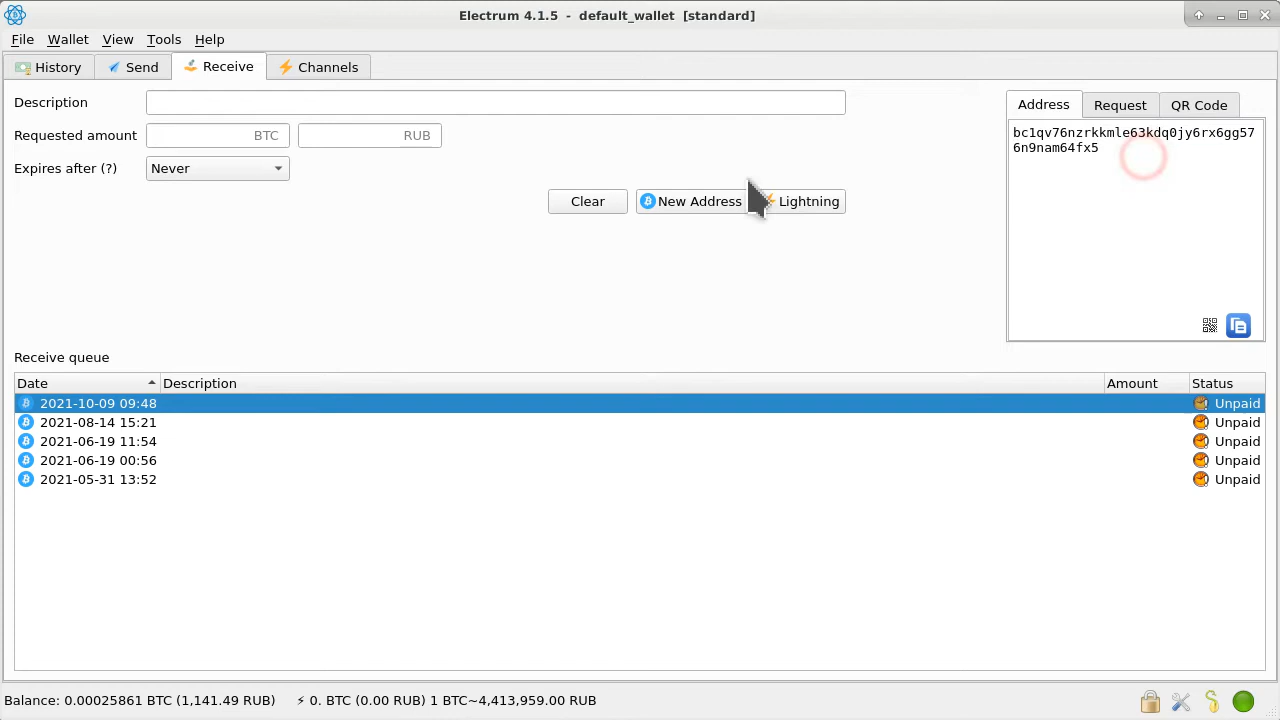 Electrum 4.1.5 - default_wallet [standard]
File Wallet View Tools Help
History Send Receive Channels
Description
Address Request QR Code
Requested amount BTC RUB
bc1qv76nzrkkmle63kdq0jy6rx6gg57
6n9nam64fx5
Expires after (?) Never
Clear New Address Lightning
Receive queue
Date Description Amount Status
2021-10-09 09:48 Unpaid
2021-08-14 15:21 Unpaid
2021-06-19 11:54 Unpaid
2021-06-19 00:56 Unpaid
2021-05-31 13:52 Unpaid
Balance: 0.00025861 BTC (1,141.49 RUB) ⚡ 0. BTC (0.00 RUB) 1 BTC~4,413,959.00 RUB